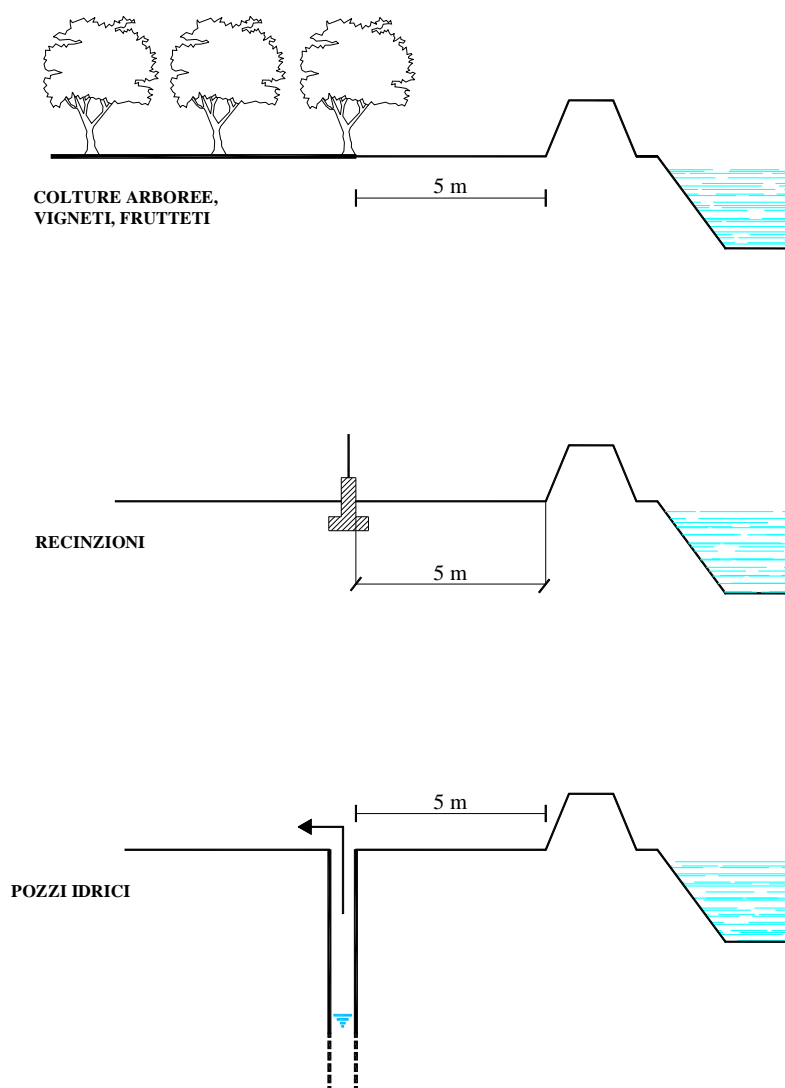 5 m
COLTURE ARBOREE,
VIGNETI, FRUTTETI
RECINZIONI
5 m
5 m
POZZI IDRICI